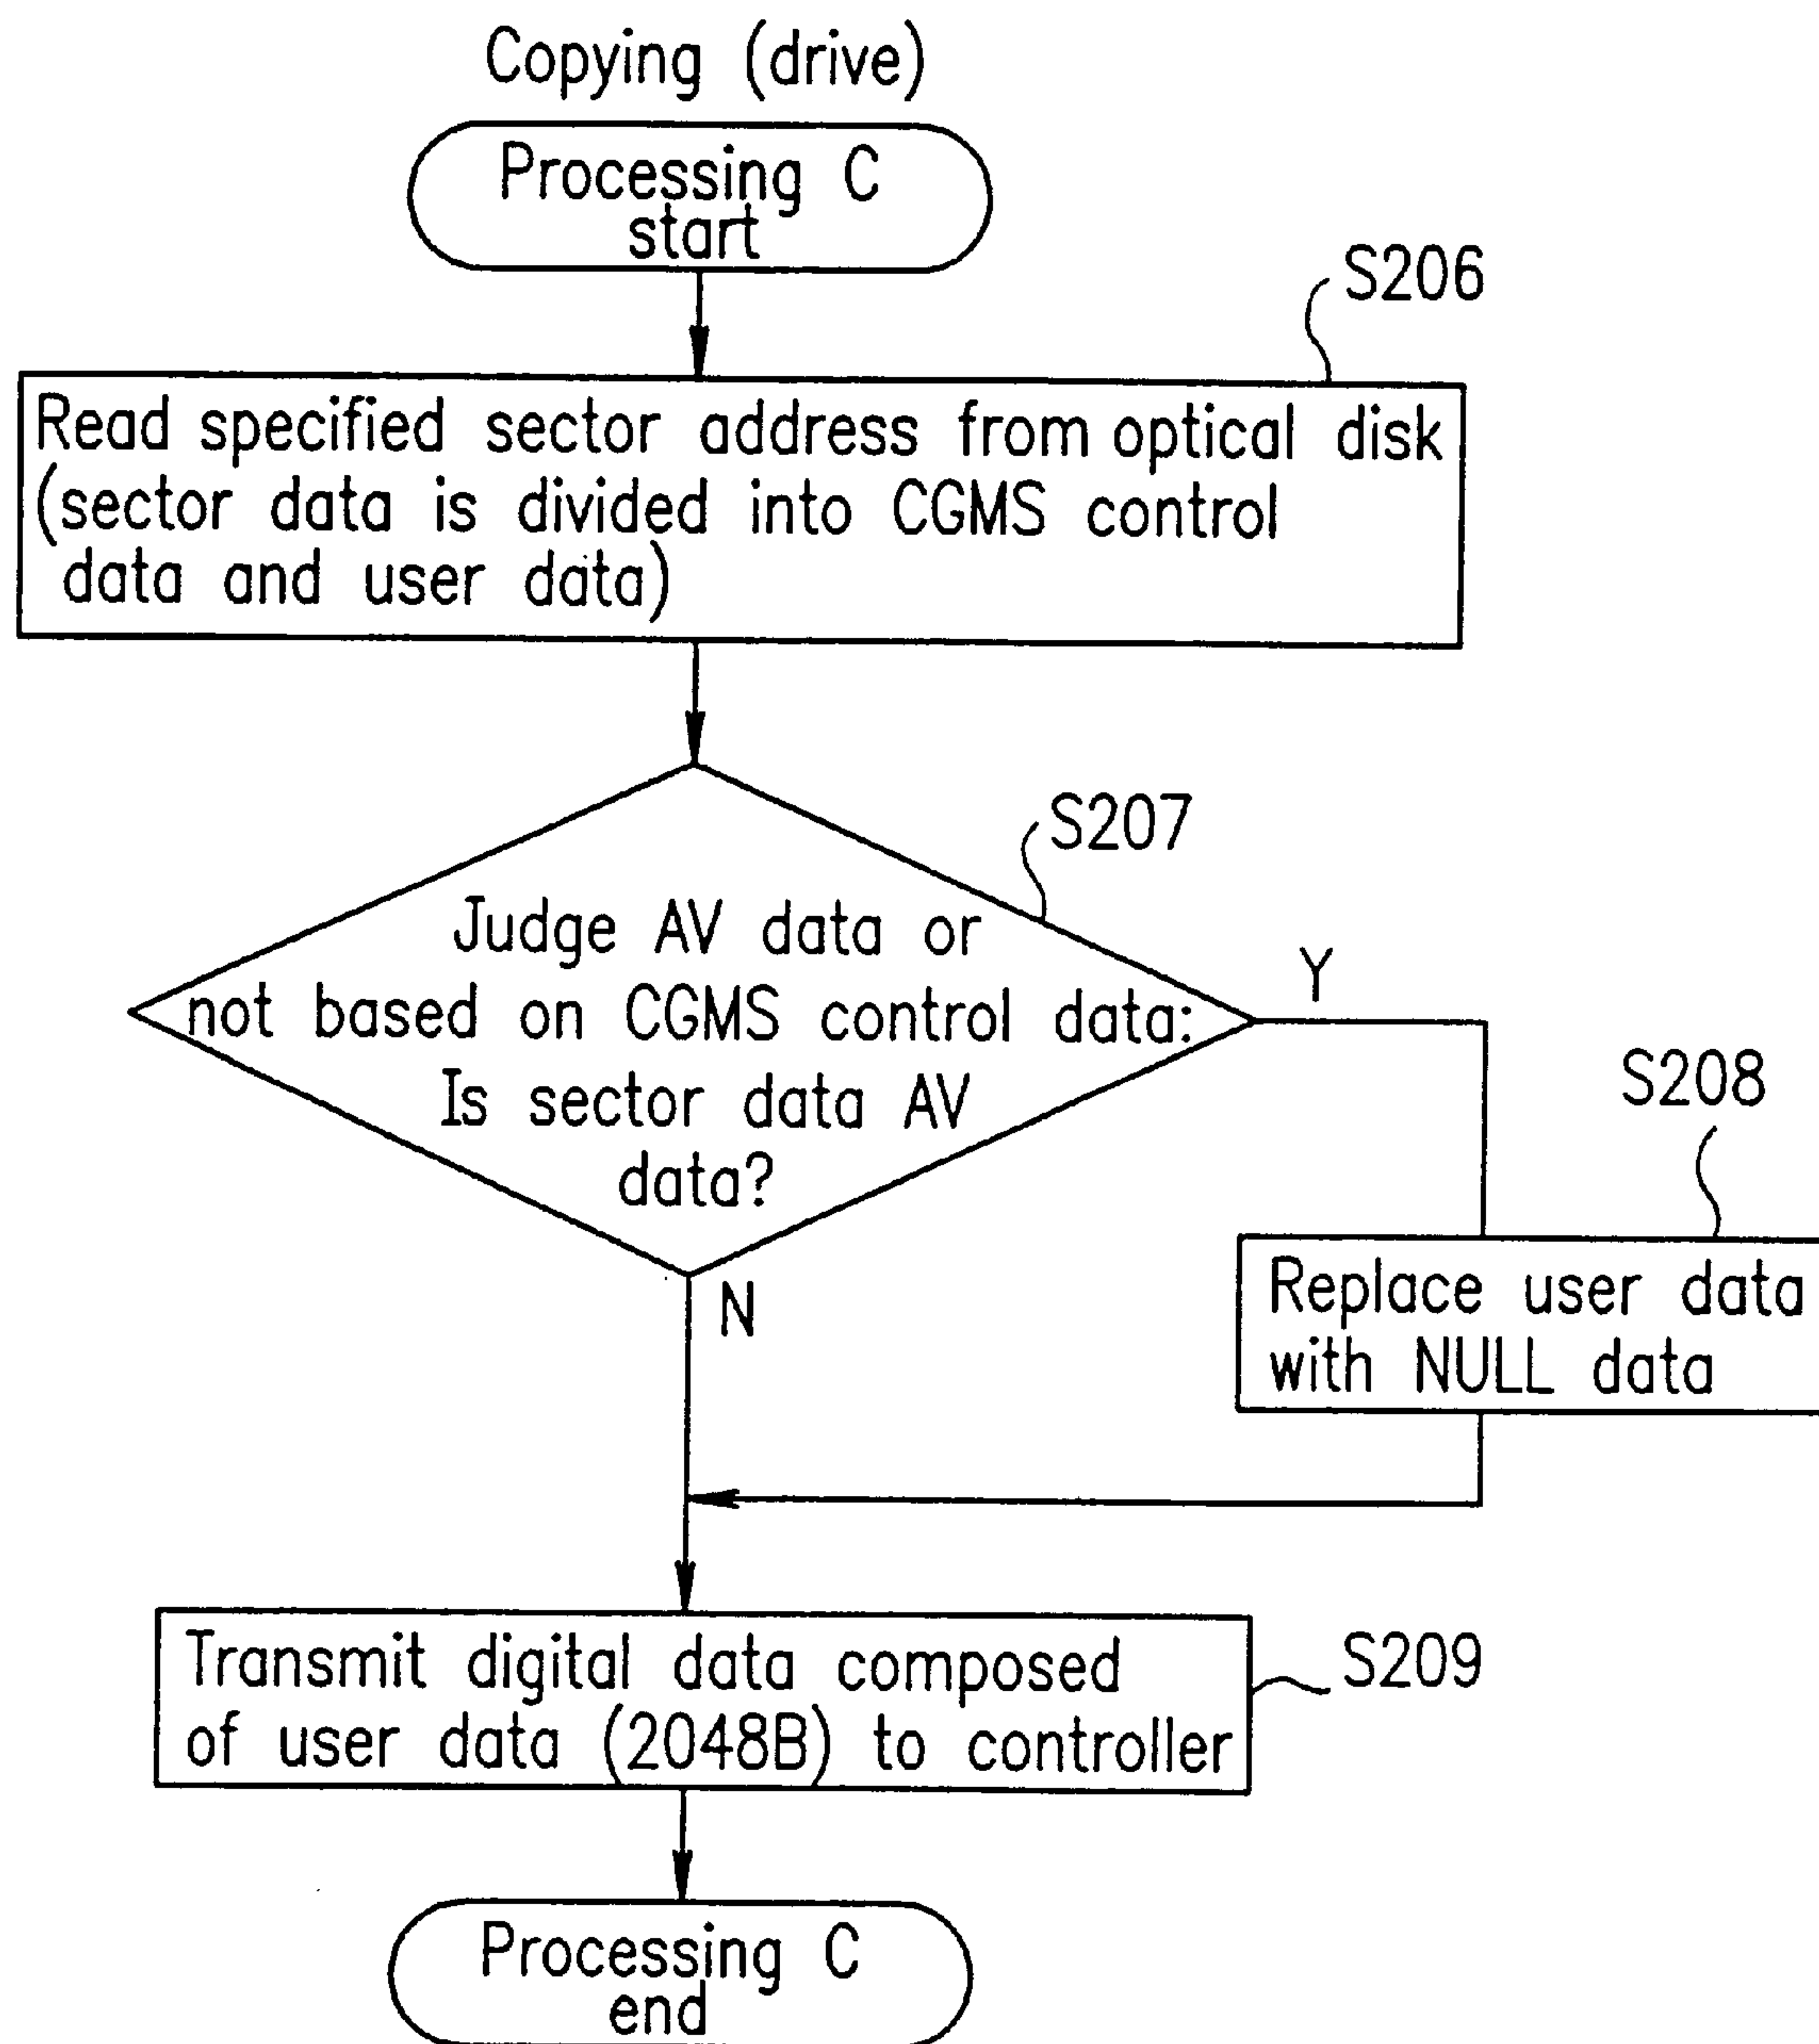 Copying (drive)
Processing C
start
S206
Read specified sector address from optical disk
(sector data is divided into CGMS control
data and user data)
S207
Judge AV data or
not based on CGMS control data:
Is sector data AV
data?
Y
N
S208
Replace user data
with NULL data
Transmit digital data composed
of user data (2048B) to controller
S209
Processing C
end